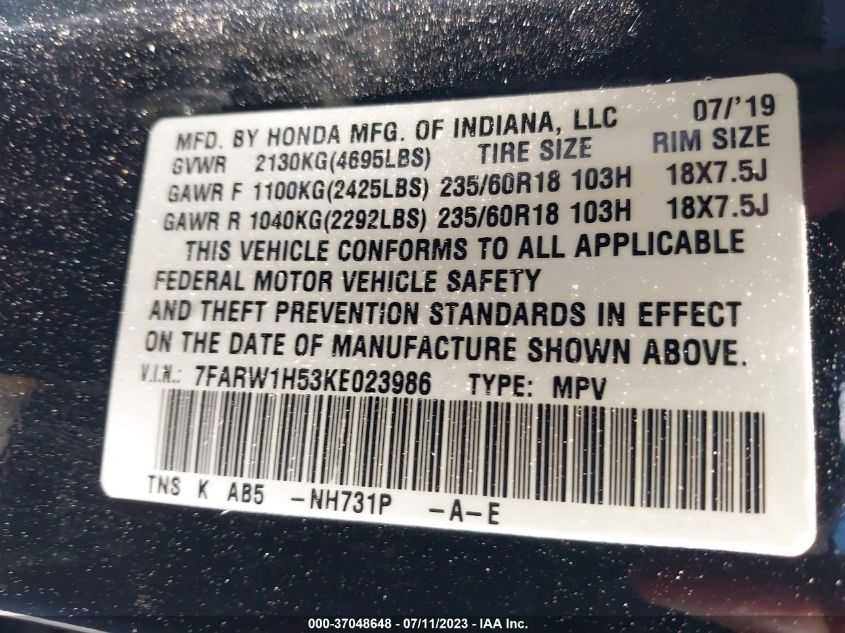 MFD. BY HONDA MFG. OF INDIANA, LLC 07/'19
GVWR 2130KG(4695LBS) TIRE SIZE RIM SIZE
GAWR F 1100KG(2425LBS) 235/60R18 103H 18X7.5J
GAWR R 1040KG(2292LBS) 235/60R18 103H 18X7.5J
THIS VEHICLE CONFORMS TO ALL APPLICABLE
FEDERAL MOTOR VEHICLE SAFETY
AND THEFT PREVENTION STANDARDS IN EFFECT
ON THE DATE OF MANUFACTURE SHOWN ABOVE.
V.I.N.: 7FARW1H53KE023986 TYPE: MPV
TNS K AB5 -NH731P -A-E
000-37048648 - 07/11/2023 - IAA Inc.